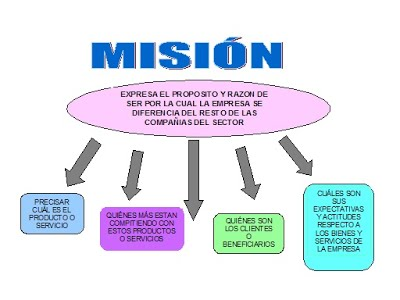 MISIÓN
EXPRESA EL PROPOSITO Y RAZON DE
SER POR LA CUAL LA EMPRESA SE
DIFERENCIA DEL RESTO DE LAS
COMPAÑIAS DEL SECTOR
PRECISAR
CUÁL ES EL
PRODUCTO O
SERVICIO
QUIÉNES MÁS ESTAN
COMPITIENDO CON
ESTOS PRODUCTOS
O SERVICIOS
QUIÉNES SON
LOS CLIENTES
O
BENEFICIARIOS
CUÁLES SON
SUS
EXPECTATIVAS
Y ACTITUDES
RESPECTO A
LOS BIENES Y
SERVICIOS DE
LA EMPRESA